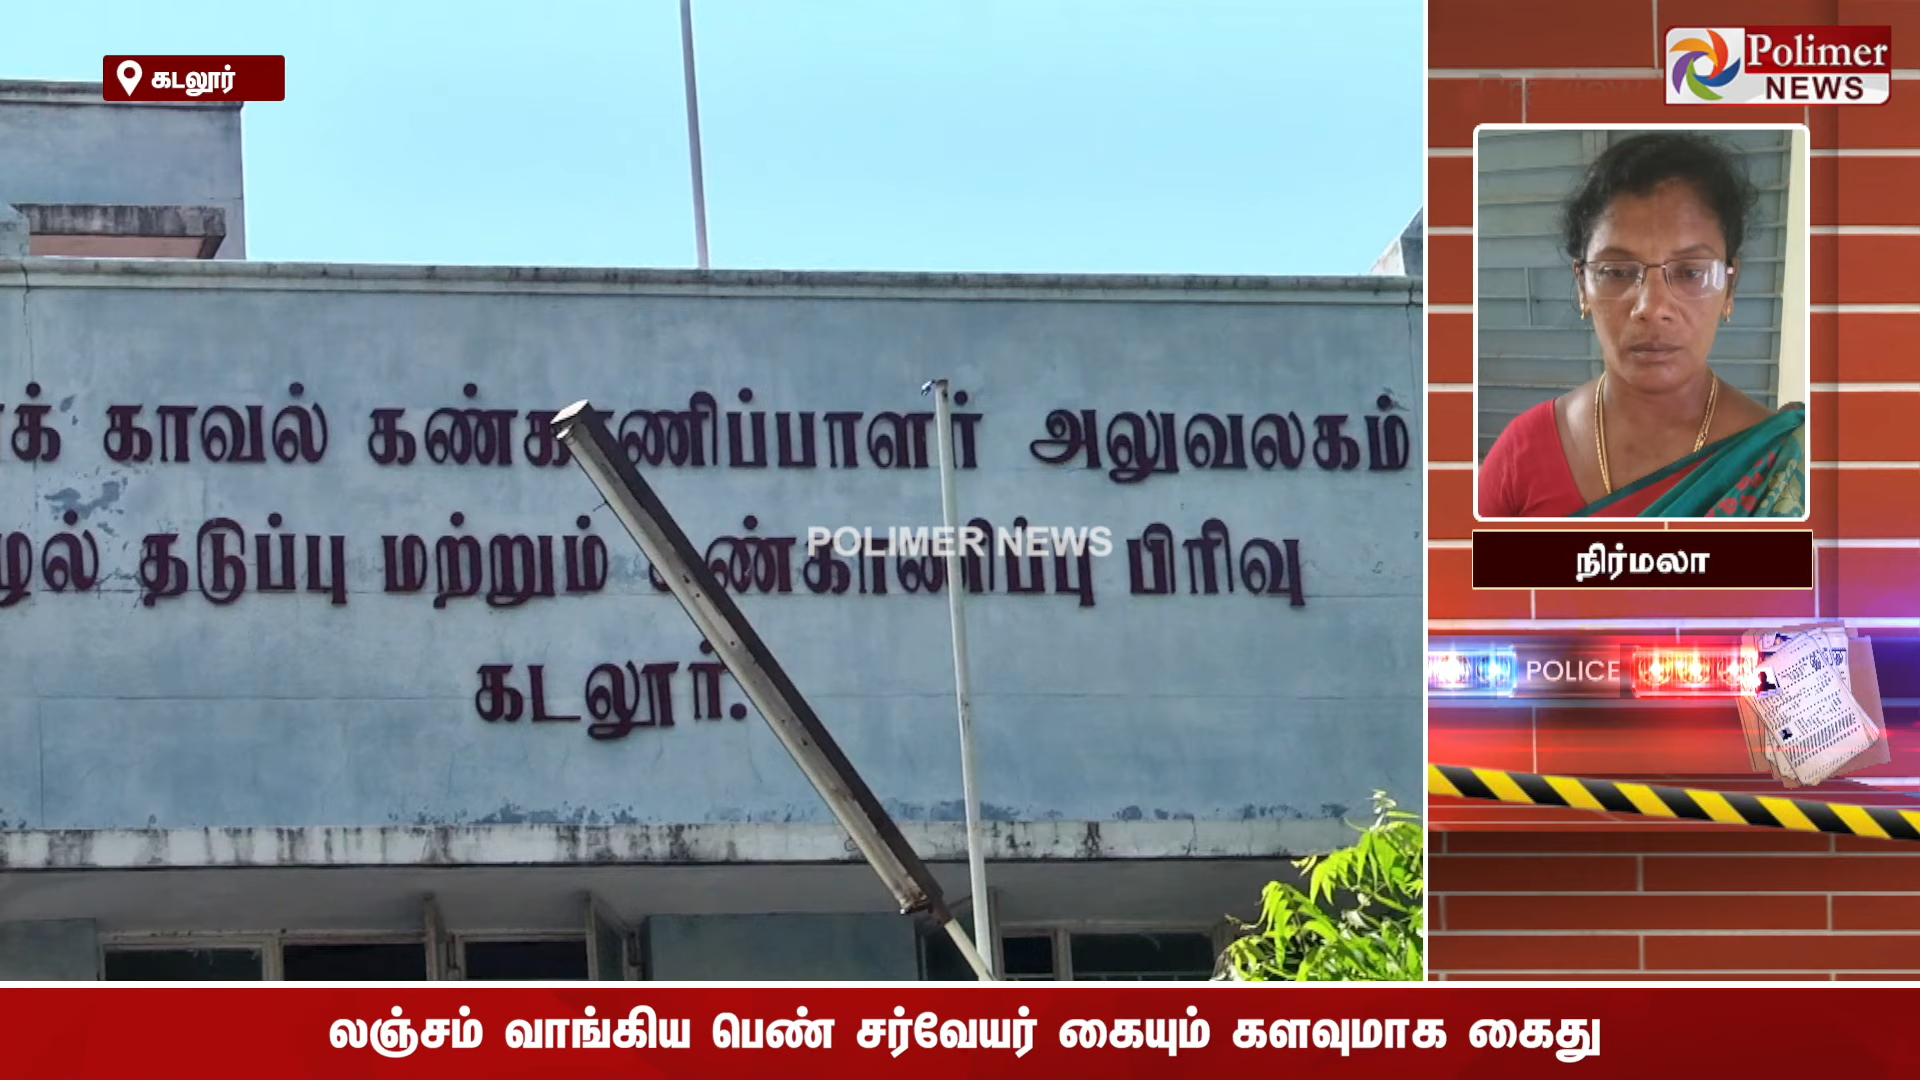 கடலூர்
Polimer
NEWS
காவல் கண்காணிப்பாளர் அலுவலகம்
தடுப்பு மற்றும் கண்காணிப்பு பிரிவு
கடலூர்.
POLIMER NEWS
நிர்மலா
POLICE
லஞ்சம் வாங்கிய பெண் சர்வேயர் கையும் களவுமாக கைது